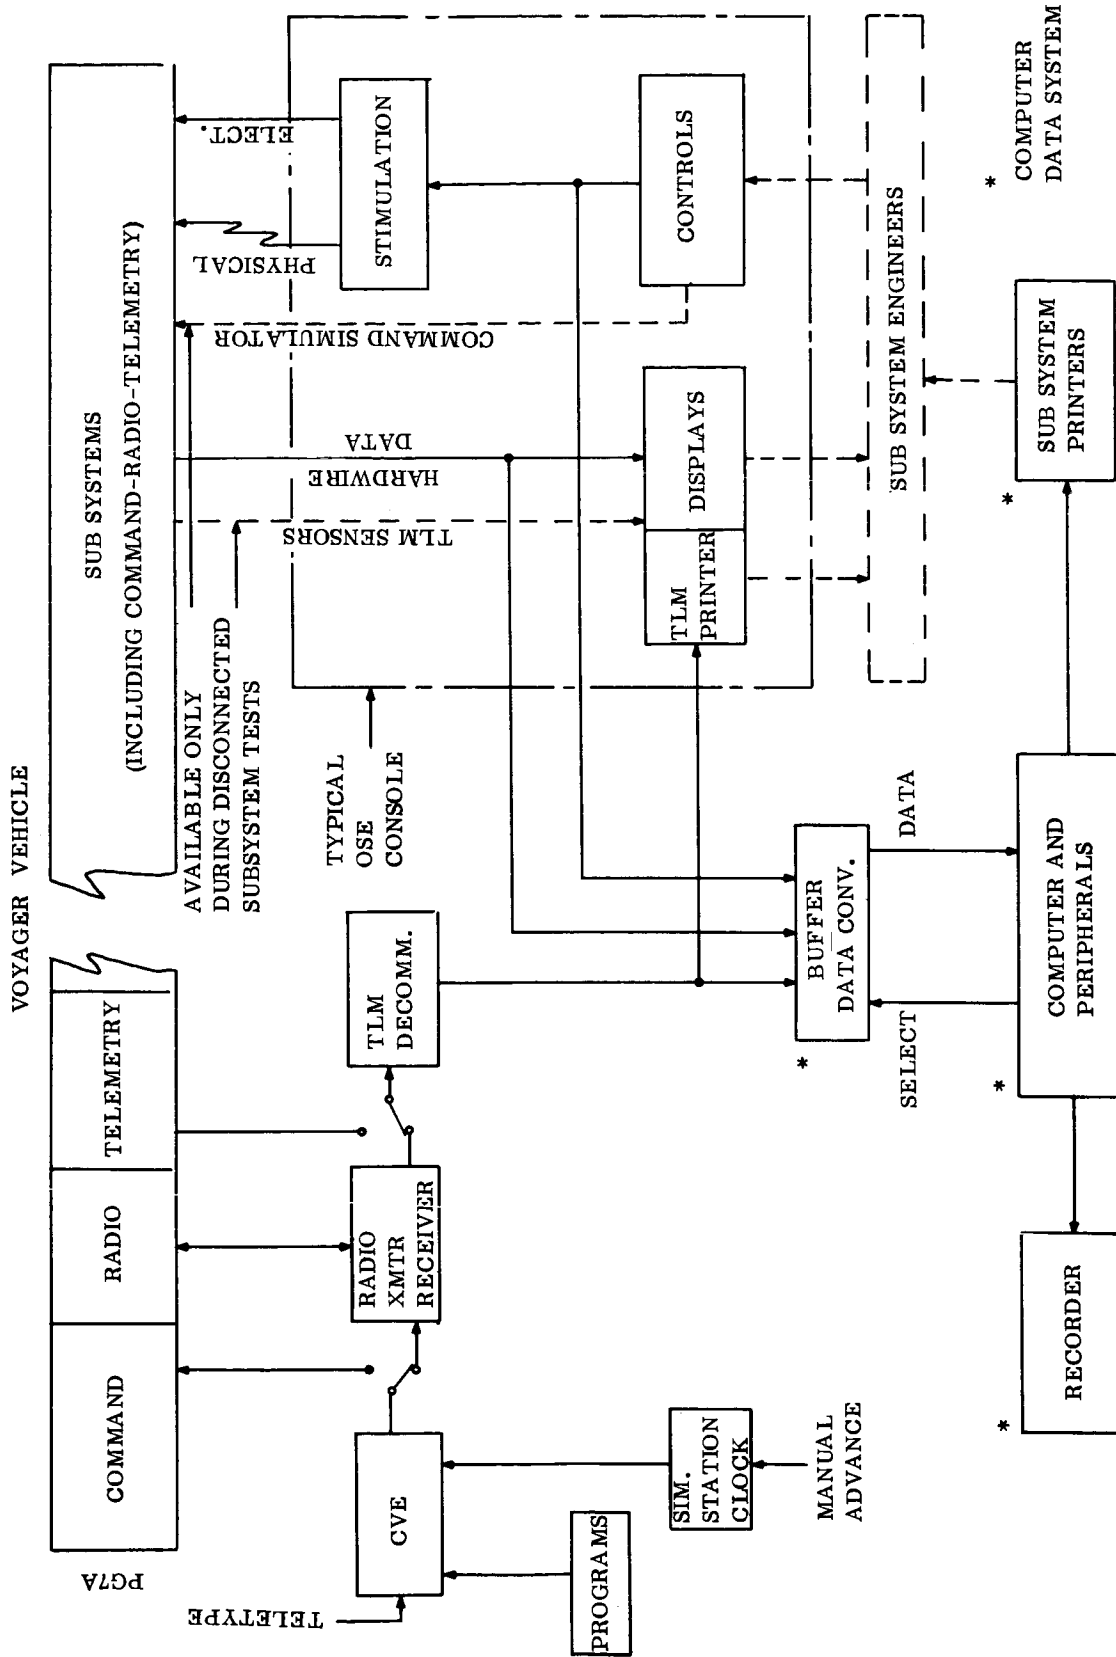 VOYAGER VEHICLE
PG7A
COMMAND
RADIO
TELEMETRY
SUB SYSTEMS
(INCLUDING COMMAND-RADIO-TELEMETRY)
AVAILABLE ONLY
DURING DISCONNECTED
SUBSYSTEM TESTS
TLM SENSORS
HARDWIRE
DATA
COMMAND SIMULATOR
PHYSICAL
ELECT.
TELETYPE
CVE
RADIO
XMTR
RECEIVER
TLM
DECOMM.
TYPICAL
OSE
CONSOLE
STIMULATION
PROGRAMS
SIM.
STATION
CLOCK
MANUAL
ADVANCE
TLM
PRINTER
DISPLAYS
CONTROLS
*
BUFFER
DATA CONV.
SELECT
DATA
SUB SYSTEM ENGINEERS
*
RECORDER
*
COMPUTER AND
PERIPHERALS
*
SUB SYSTEM
PRINTERS
*
COMPUTER
DATA SYSTEM